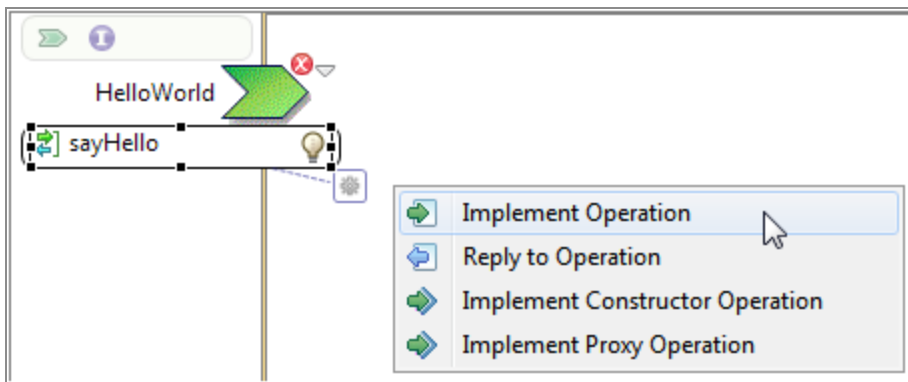 I
HelloWorld
sayHello
Implement Operation
Reply to Operation
Implement Constructor Operation
Implement Proxy Operation